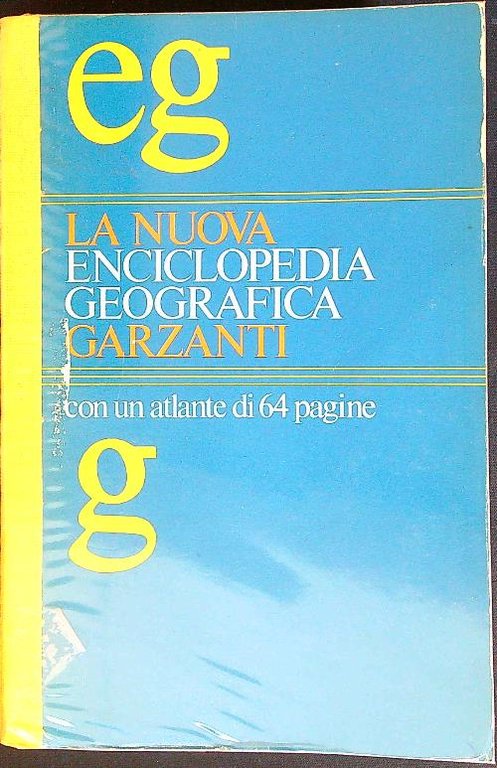 eg
LA NUOVA
ENCICLOPEDIA
GEOGRAFICA
GARZANTI
con un atlante di 64 pagine
g